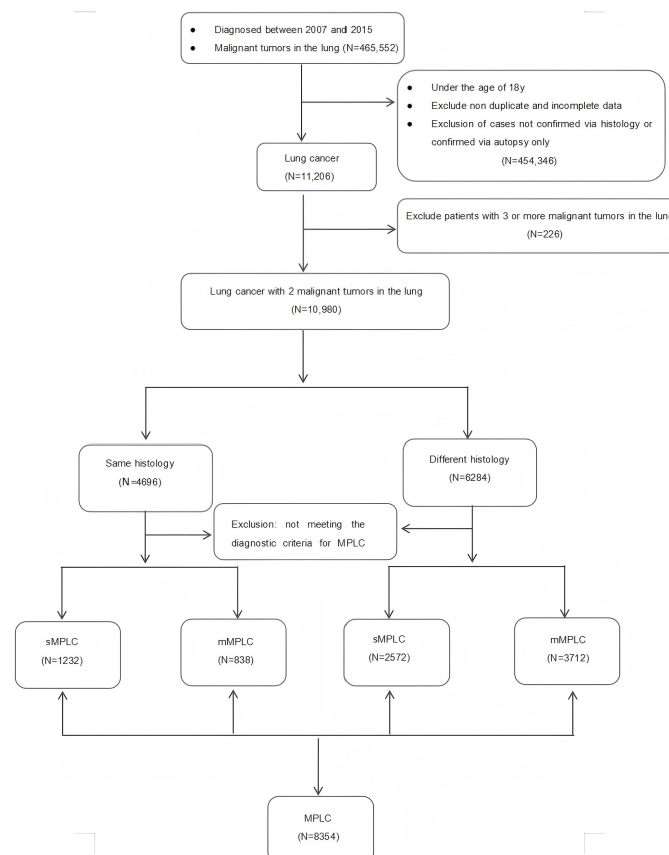 ● Diagnosed between 2007 and 2015
● Malignant tumors in the lung (N=465,552)
● Under the age of 18y
● Exclude non duplicate and incomplete data
● Exclusion of cases not confirmed via histology or
confirmed via autopsy only
(N=454,346)
Lung cancer
(N=11,206)
Exclude patients with 3 or more malignant tumors in the lun
(N=226)
Lung cancer with 2 malignant tumors in the lung
(N=10,980)
Same histology
(N=4696)
Different histology
(N=6284)
Exclusion: not meeting the
diagnostic criteria for MPLC
sMPLC
(N=1232)
mMPLC
(N=838)
sMPLC
(N=2572)
mMPLC
(N=3712)
MPLC
(N=8354)